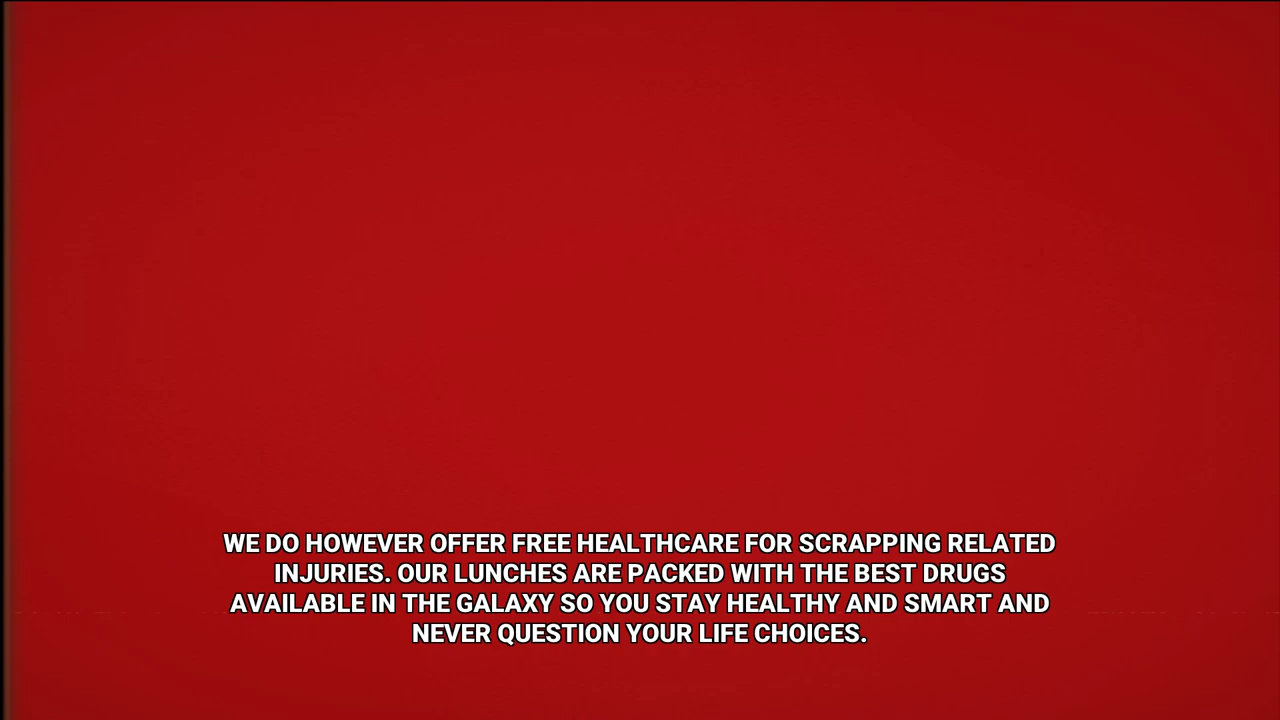 WE DO HOWEVER OFFER FREE HEALTHCARE FOR SCRAPPING RELATED
INJURIES. OUR LUNCHES ARE PACKED WITH THE BEST DRUGS
AVAILABLE IN THE GALAXY SO YOU STAY HEALTHY AND SMART AND
NEVER QUESTION YOUR LIFE CHOICES.